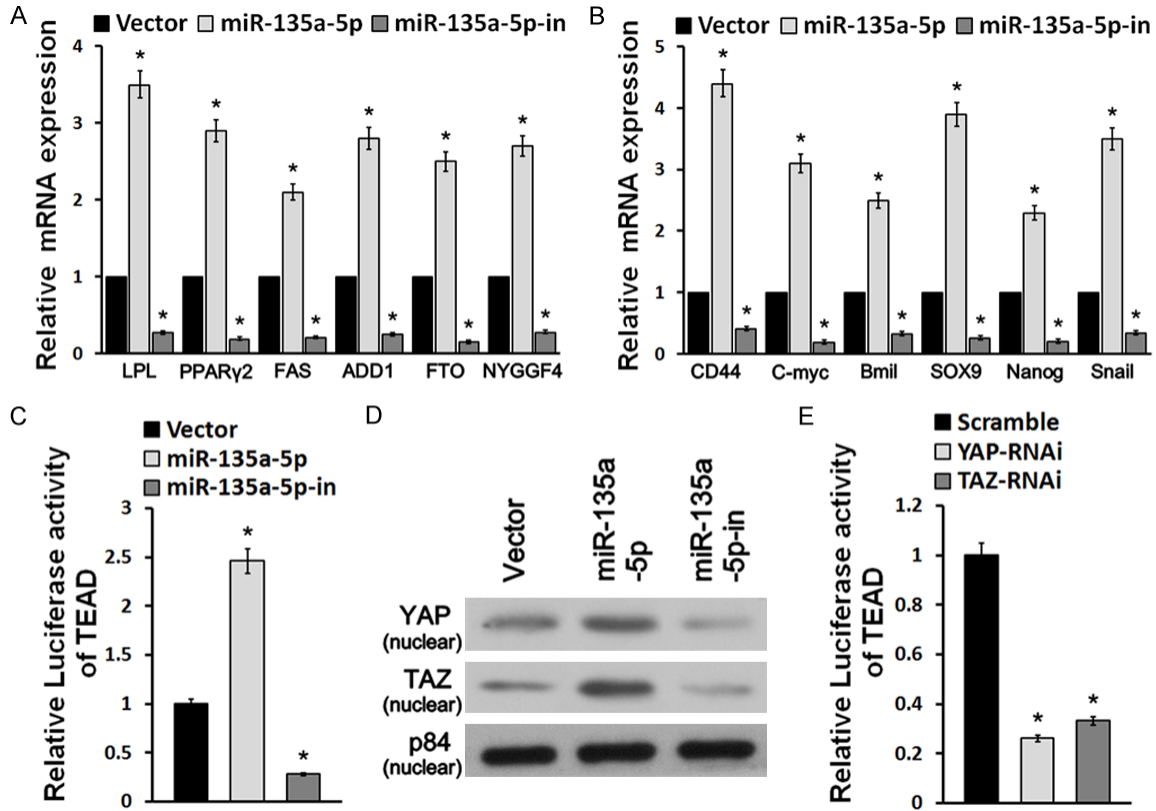 A
Vector miR-135a-5p miR-135a-5p-in
Relative mRNA expression
4
3
2
1
0
* * * * * *
* * * * * *
LPL PPARγ2 FAS ADD1 FTO NYGGF4
B
Vector miR-135a-5p miR-135a-5p-in
Relative mRNA expression
5
4
3
2
1
0
* * * * * *
* * * * * *
CD44 C-myc Bmil SOX9 Nanog Snail
C
Vector
miR-135a-5p
miR-135a-5p-in
Relative Luciferase activity
of TEAD
3
2.5
2
1.5
1
0.5
0
*
*
D
Vector
miR-135a
-5p
miR-135a
-5p-in
YAP
(nuclear)
TAZ
(nuclear)
p84
(nuclear)
E
Scramble
YAP-RNAi
TAZ-RNAi
Relative Luciferase activity
of TEAD
1.2
1
0.8
0.6
0.4
0.2
0
*
*